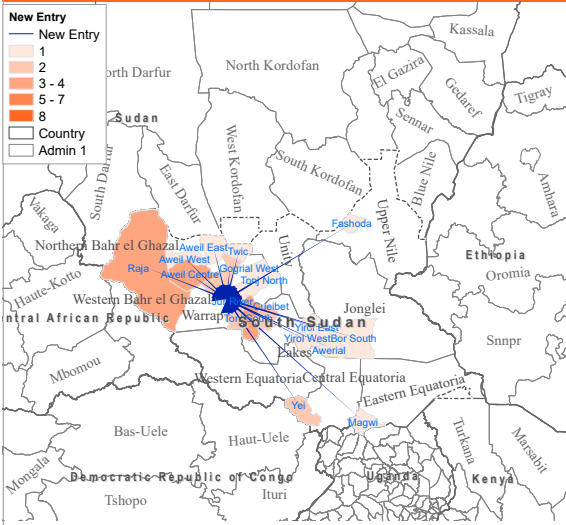 New Entry
New Entry
1
2
3 - 4
5 - 7
8
Country
Admin 1
Kassala
North Kordofan
orth Darfur
El Gazira
Gedaref
Tigray
Sudan
Sennar
West Kordofan
South Kordofan
Blue Nile
South Darfur
East Darfur
Amhara
Vakaga
Upper Nile
Fashoda
Northern Bahr el Ghazal
Aweil East
Twic
Unity
Ethiopia
Aweil West
Raja
Aweil Centre
Gogrial West
Oromia
Haute-Kotto
Tonj North
Western Bahr el Ghazal
Cueibet
Jonglei
ntral African Republic
Warrap
South Sudan
Yirol East
Yirol West
Bor South
Snnpr
Lakes
Awerial
Mbomou
Western Equatoria
Central Equatoria
Eastern Equatoria
Yei
Magwi
Bas-Uele
Haut-Uele
Turkana
Marsabit
Mongala
Democratic Republic of Congo
Uganda
Kenya
Tshopo
Ituri